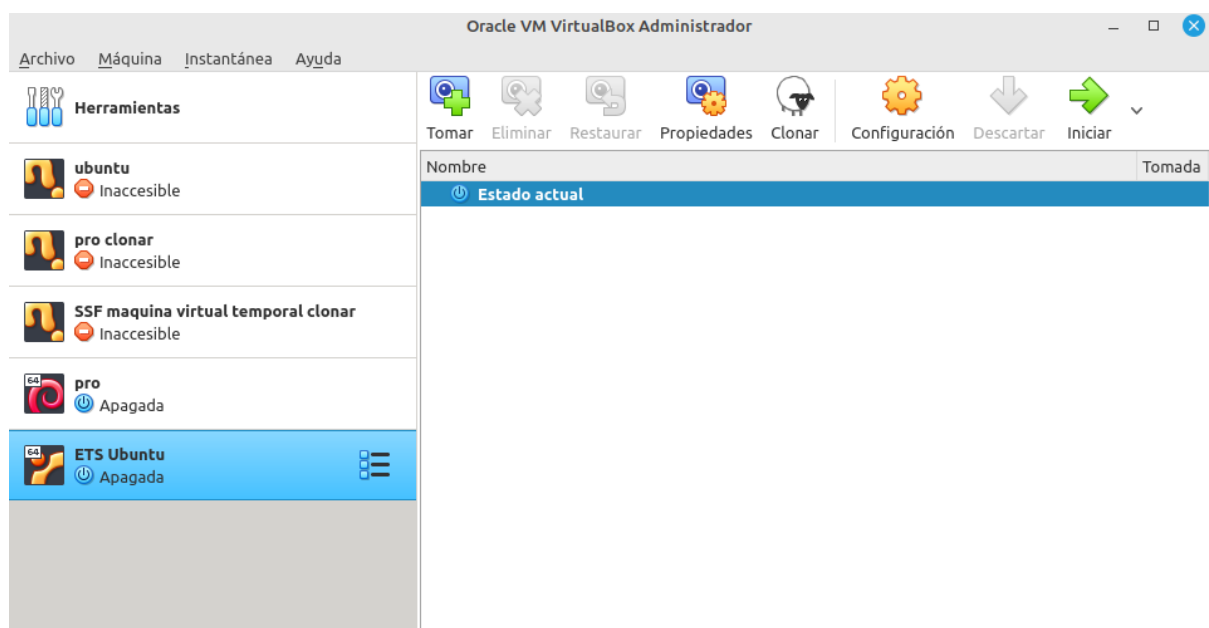 Oracle VM VirtualBox Administrador
Archivo Máquina Instantánea Ayuda
Herramientas
Tomar Eliminar Restaurar Propiedades Clonar Configuración Descartar Iniciar
Nombre Tomada
Estado actual
ubuntu
Inaccesible
pro clonar
Inaccesible
SSF maquina virtual temporal clonar
Inaccesible
64
pro
Apagada
64
ETS Ubuntu
Apagada